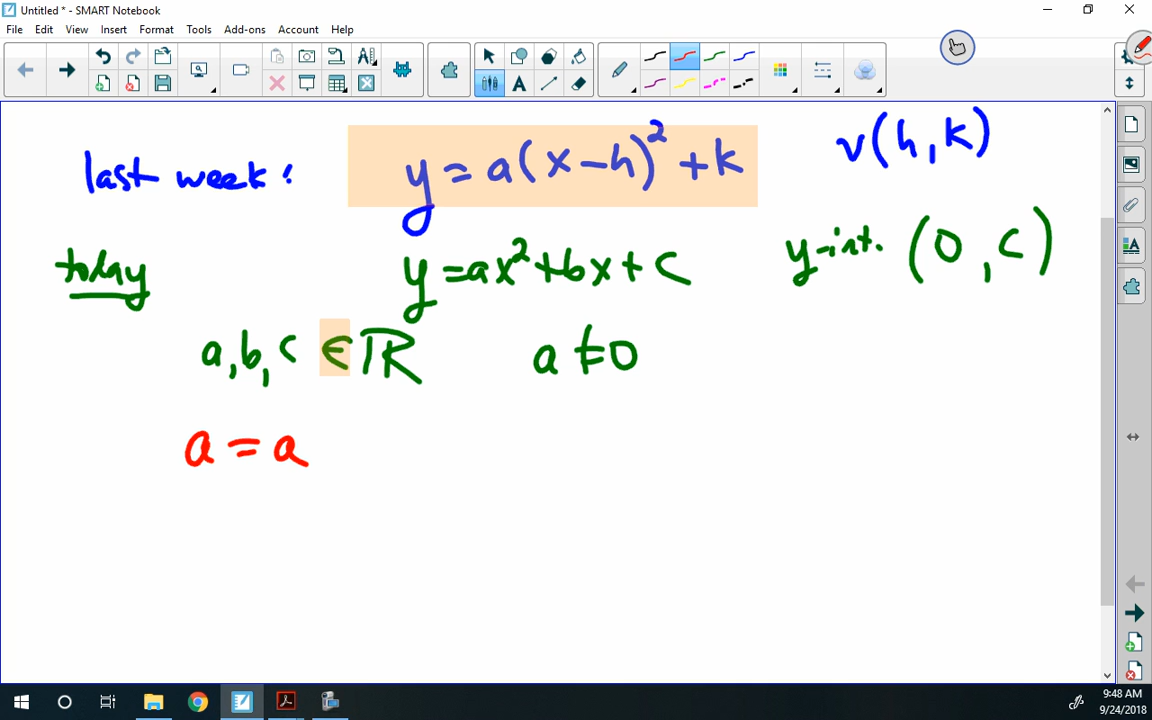 Untitled * - SMART Notebook
File Edit View Insert Format Tools Add-ons Account Help
last week: y = a(x-h)² + k v(h, k)
today y = ax² + bx + c y-int. (0, c)
a, b, c ∈ ℝ a ≠ 0
a = a
9:48 AM
9/24/2018